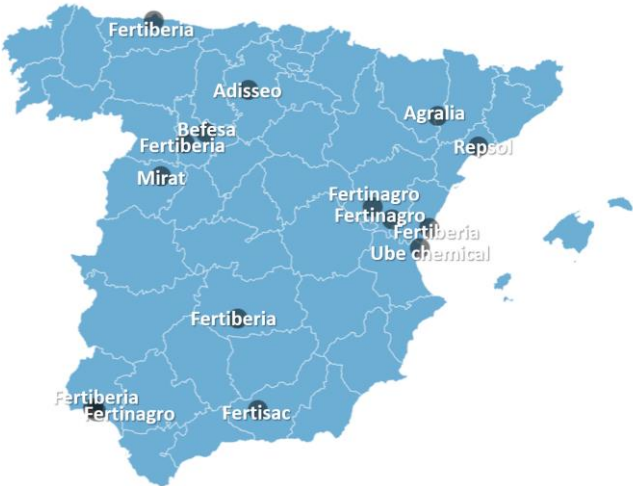 Fertiberia
Adisseo
Agralia
Befesa
Fertiberia
Repsol
Mirat
Fertinagro
Fertinagro
Fertiberia
Ube chemical
Fertiberia
Fertiberia
Fertinagro
Fertisac